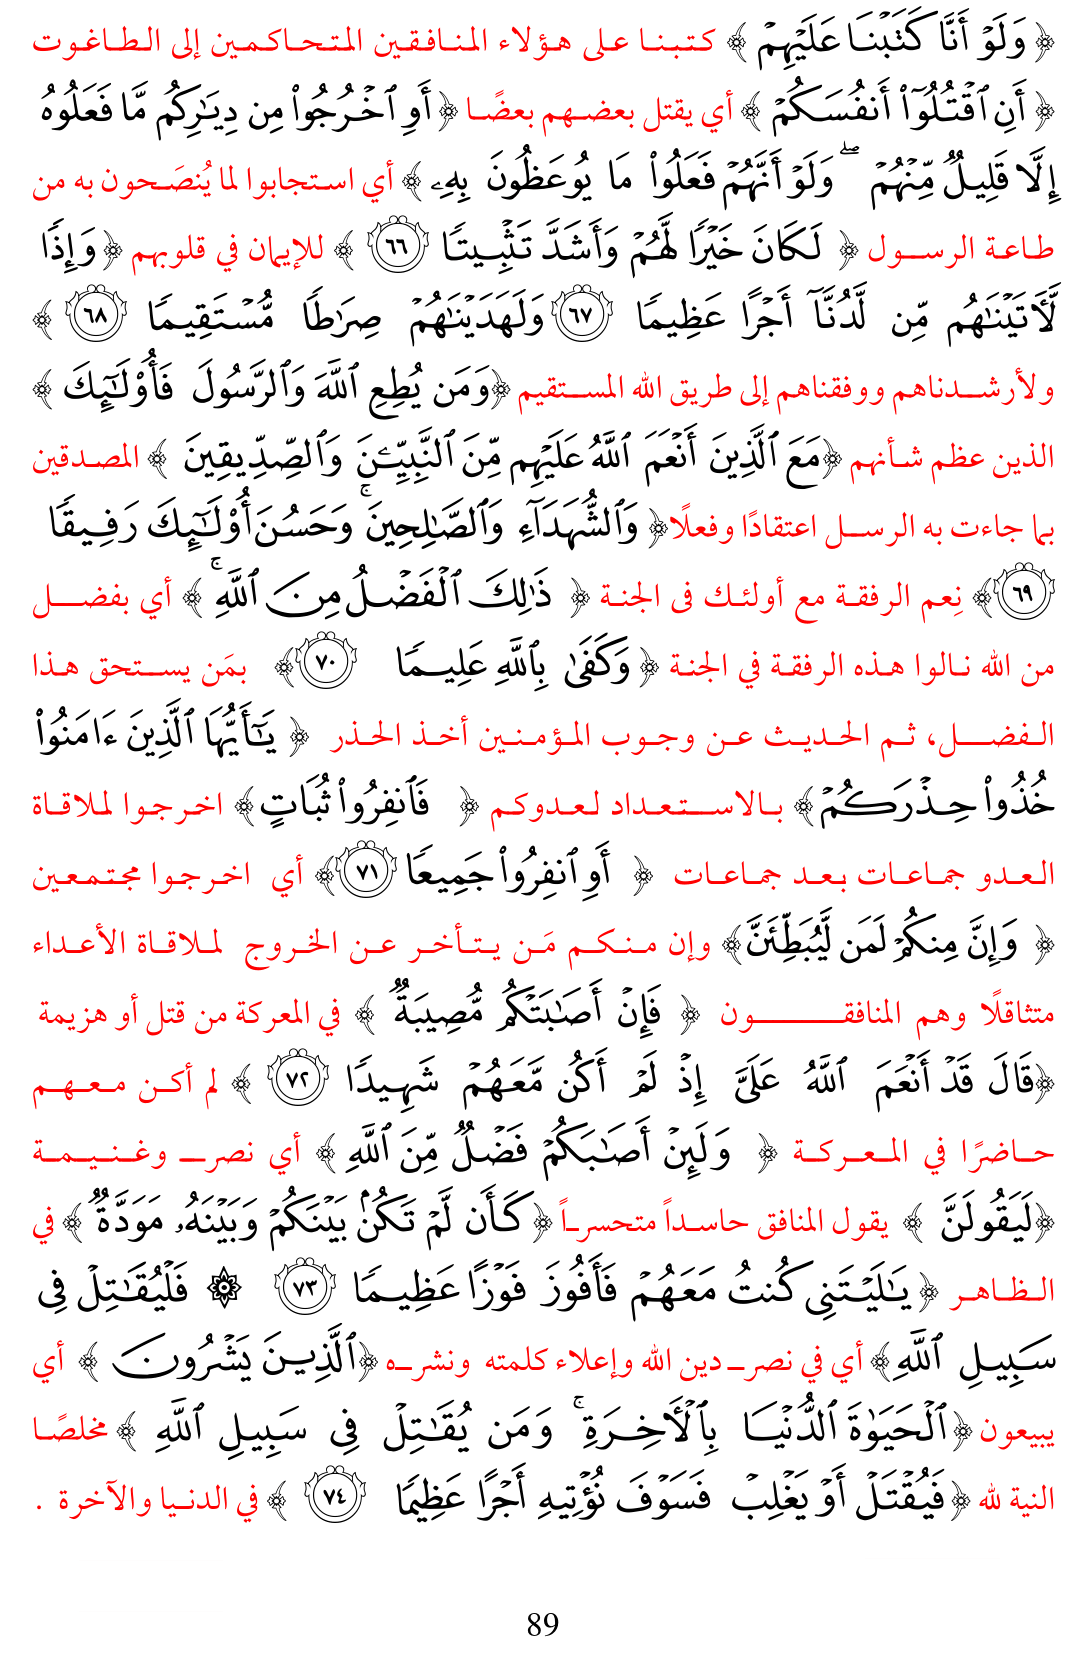 ﴿ وَلَوۡ أَنَّا كَتَبۡنَا عَلَيۡهِمۡ ﴾ كتبنا على هؤلاء المنافقين المتحاكمين إلى الطاغوت
﴿ أَنِ ٱقۡتُلُوٓاْ أَنفُسَكُمۡ ﴾ أي يقتل بعضهم بعضًا ﴿أَوِ ٱخۡرُجُواْ مِن دِيَٰرِكُم مَّا فَعَلُوهُ
إِلَّا قَلِيلٞ مِّنۡهُمۡۖ وَلَوۡ أَنَّهُمۡ فَعَلُواْ مَا يُوعَظُونَ بِهِۦ ﴾ أي استجابوا لما يُنصَحون به من
طاعة الرسول ﴿ لَكَانَ خَيۡرٗا لَّهُمۡ وَأَشَدَّ تَثۡبِيتٗا ٦٦ ﴾ للإيمان في قلوبهم ﴿وَإِذٗا
لَّأٓتَيۡنَٰهُم مِّن لَّدُنَّآ أَجۡرًا عَظِيمٗا ٦٧ وَلَهَدَيۡنَٰهُمۡ صِرَٰطٗا مُّسۡتَقِيمٗا ٦٨ ﴾
ولأرشدناهم ووفقناهم إلى طريق الله المستقيم ﴿وَمَن يُطِعِ ٱللَّهَ وَٱلرَّسُولَ فَأُوْلَٰٓئِكَ ﴾
الذين عظم شأنهم ﴿مَعَ ٱلَّذِينَ أَنۡعَمَ ٱللَّهُ عَلَيۡهِم مِّنَ ٱلنَّبِيِّـۧنَ وَٱلصِّدِّيقِينَ ﴾ المصدقين
بما جاءت به الرسل اعتقادًا وفعلًا﴿ وَٱلشُّهَدَآءِ وَٱلصَّٰلِحِينَۚ وَحَسُنَ أُوْلَٰٓئِكَ رَفِيقٗا
٦٩ ﴾ نِعم الرفقة مع أولئك فى الجنة ﴿ ذَٰلِكَ ٱلۡفَضۡلُ مِنَ ٱللَّهِۚ ﴾ أي بفضل
من الله نالوا هذه الرفقة في الجنة ﴿ وَكَفَىٰ بِٱللَّهِ عَلِيمٗا ٧٠ ﴾ بمَن يستحق هذا
الفضل، ثم الحديث عن وجوب المؤمنين أخذ الحذر ﴿ يَٰٓأَيُّهَا ٱلَّذِينَ ءَامَنُواْ
خُذُواْ حِذۡرَكُمۡ ﴾ بالاستعداد لعدوكم ﴿ فَٱنفِرُواْ ثُبَاتٍ﴾ اخرجوا لملاقاة
العدو جماعات بعد جماعات ﴿ أَوِ ٱنفِرُواْ جَمِيعٗا ٧١ ﴾ أي اخرجوا مجتمعين
﴿ وَإِنَّ مِنكُمۡ لَمَن لَّيُبَطِّئَنَّ﴾ وإن منكم مَن يتأخر عن الخروج لملاقاة الأعداء
متثاقلًا وهم المنافقون ﴿ فَإِنۡ أَصَٰبَتۡكُم مُّصِيبَةٞ ﴾ في المعركة من قتل أو هزيمة
﴿قَالَ قَدۡ أَنۡعَمَ ٱللَّهُ عَلَيَّ إِذۡ لَمۡ أَكُن مَّعَهُمۡ شَهِيدٗا ٧٢ ﴾ لم أكن معهم
حاضرًا في المعركة ﴿ وَلَئِنۡ أَصَٰبَكُمۡ فَضۡلٞ مِّنَ ٱللَّهِ ﴾ أي نصر وغنيمة
﴿لَيَقُولَنَّ ﴾ يقول المنافق حاسداً متحسراً ﴿كَأَن لَّمۡ تَكُنۢ بَيۡنَكُمۡ وَبَيۡنَهُۥ مَوَدَّةٞ ﴾ في
الظاهر ﴿ يَٰلَيۡتَنِي كُنتُ مَعَهُمۡ فَأَفُوزَ فَوۡزًا عَظِيمٗا ٧٣ ۞ فَلۡيُقَٰتِلۡ فِي
سَبِيلِ ٱللَّهِ﴾ أي في نصر دين الله وإعلاء كلمته ونشره ﴿ٱلَّذِينَ يَشۡرُونَ ﴾ أي
يبيعون ﴿ٱلۡحَيَوٰةَ ٱلدُّنۡيَا بِٱلۡأٓخِرَةِۚ وَمَن يُقَٰتِلۡ فِي سَبِيلِ ٱللَّهِ ﴾ مخلصًا
النية لله ﴿فَيُقۡتَلۡ أَوۡ يَغۡلِبۡ فَسَوۡفَ نُؤۡتِيهِ أَجۡرًا عَظِيمٗا ٧٤ ﴾ في الدنيا والآخرة .
89